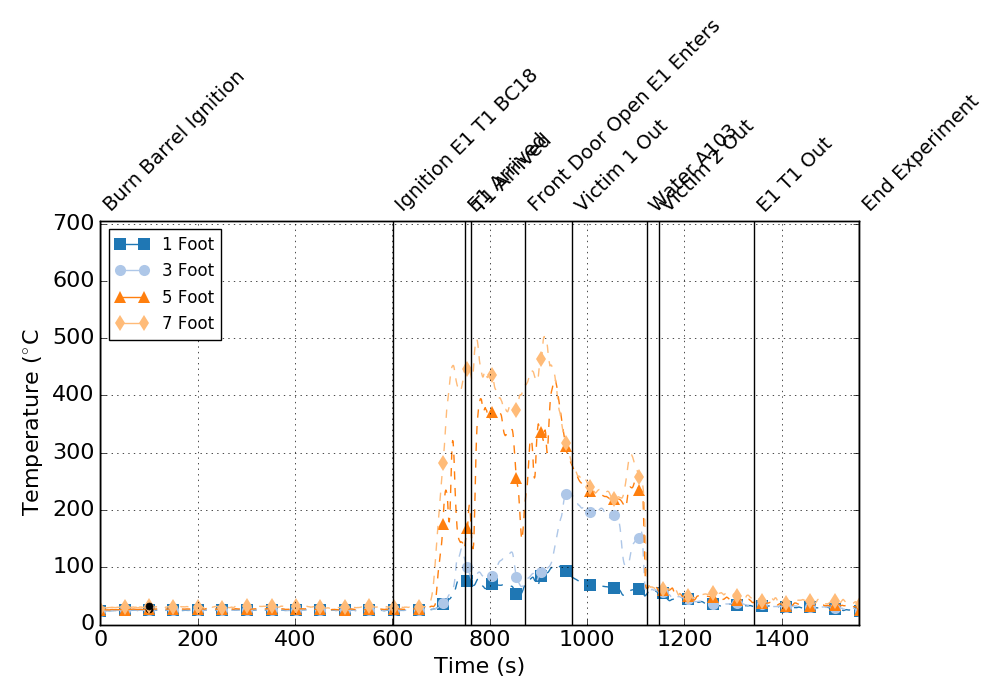 Burn Barrel Ignition
Ignition E1 T1 BC18
E1 Arrived
T1 Arrived
Front Door Open E1 Enters
Victim 1 Out
Water A103
Victim 2 Out
E1 T1 Out
End Experiment
700
600
500
400
300
200
100
0
Temperature (°C
1 Foot
3 Foot
5 Foot
7 Foot
0 200 400 600 800 1000 1200 1400
Time (s)